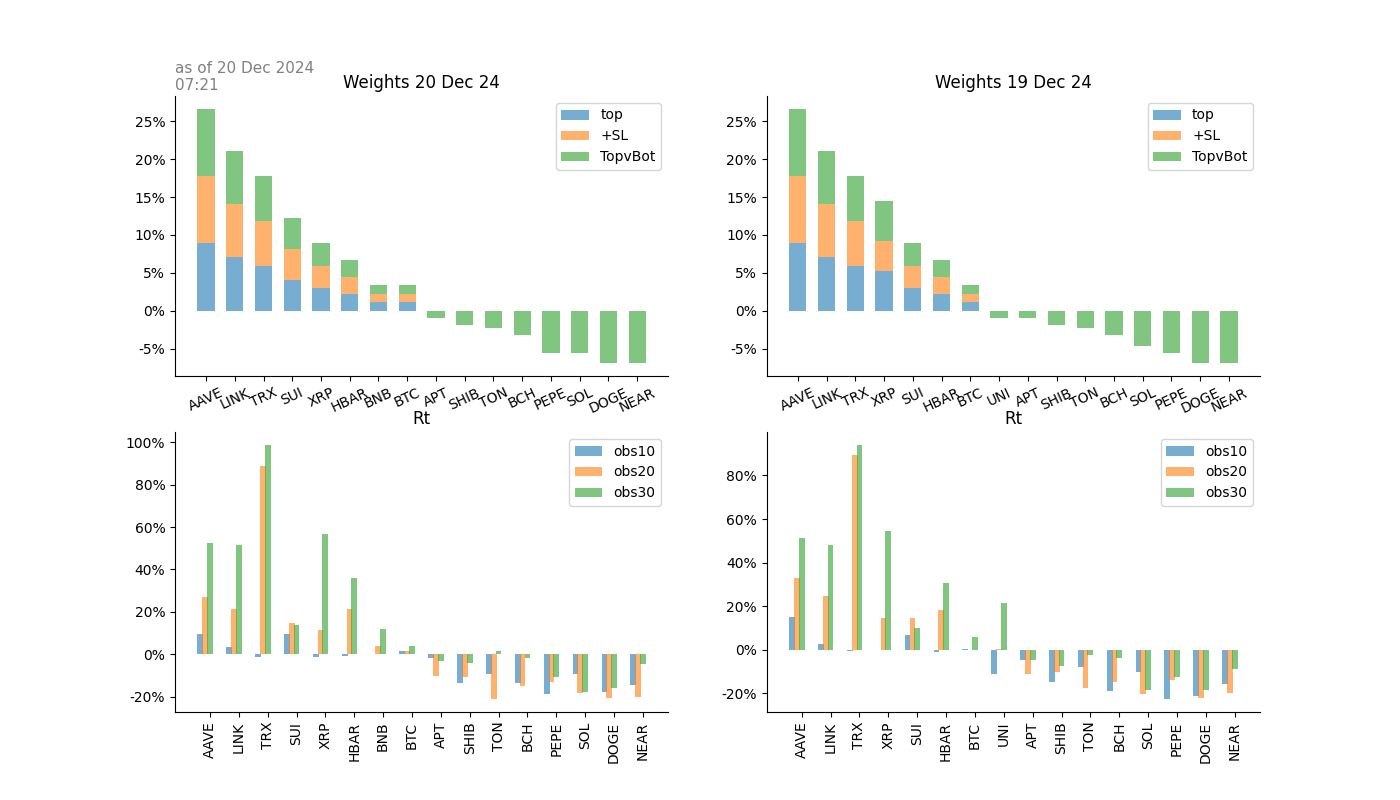 as of 20 Dec 2024
07:21
Weights 20 Dec 24
25%
20%
15%
10%
5%
0%
-5%
top
+SL
TopvBot
AAVE LINK TRX SUI XRP HBAR BNB BTC APT SHIB TON BCH PEPE SOL DOGE NEAR
Weights 19 Dec 24
25%
20%
15%
10%
5%
0%
-5%
top
+SL
TopvBot
AAVE LINK TRX XRP SUI HBAR BTC UNI APT SHIB TON BCH SOL PEPE DOGE NEAR
Rt
100%
80%
60%
40%
20%
0%
-20%
obs10
obs20
obs30
AAVE LINK TRX SUI XRP HBAR BNB BTC APT SHIB TON BCH PEPE SOL DOGE NEAR
Rt
80%
60%
40%
20%
0%
-20%
obs10
obs20
obs30
AAVE LINK TRX XRP SUI HBAR BTC UNI APT SHIB TON BCH SOL PEPE DOGE NEAR